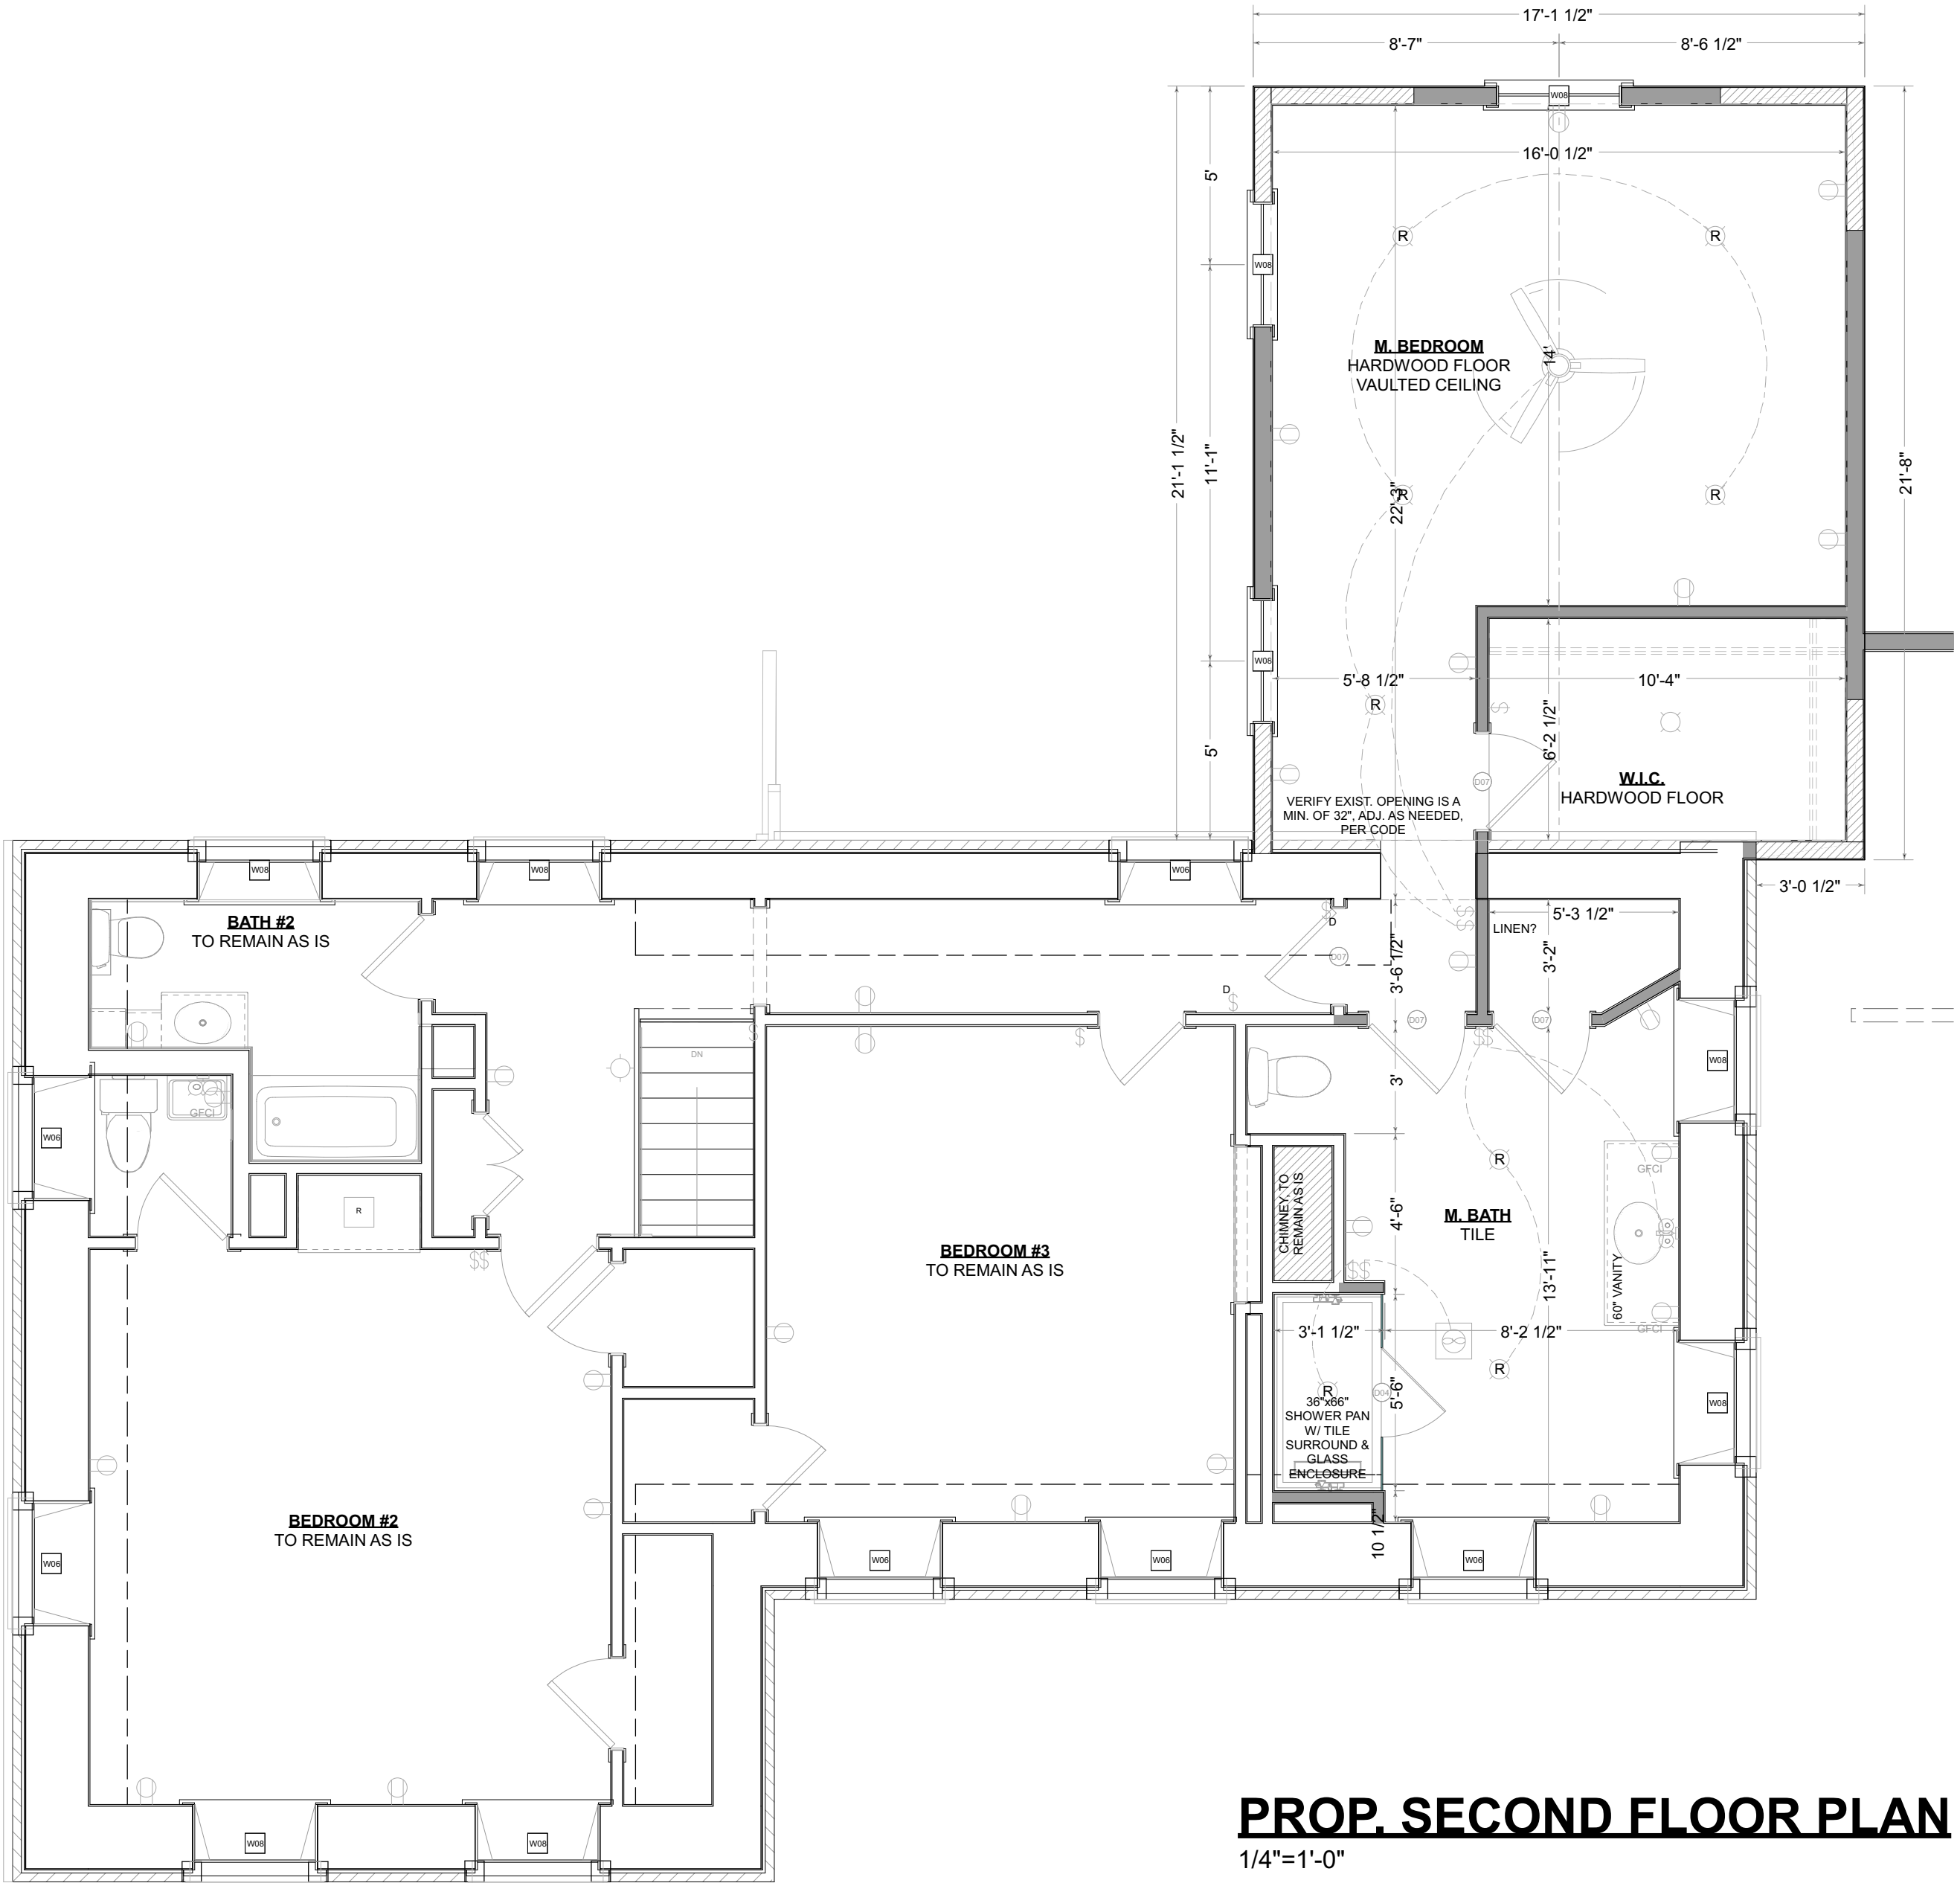 17'-1 1/2"
8'-7"
8'-6 1/2"
W08
16'-0 1/2"
5'
R
R
W08
M. BEDROOM
HARDWOOD FLOOR
VAULTED CEILING
14'
21'-1 1/2"
11'-1"
22'-3"
R
R
21'-8"
W08
5'-8 1/2"
10'-4"
R
$
6'-2 1/2"
5'
D07
W.I.C.
HARDWOOD FLOOR
VERIFY EXIST. OPENING IS A
MIN. OF 32", ADJ. AS NEEDED,
PER CODE
W08
W08
W06
3'-0 1/2"
BATH #2
TO REMAIN AS IS
$
D
$$
LINEN?
5'-3 1/2"
D07
3'-6 1/2"
3'-2"
D
$
$
$
D07
D07
$$
DN
W08
3'
GFCI
W06
R
GFCI
CHIMNEY, TO
REMAIN AS IS
4'-6"
M. BATH
TILE
R
$$
BEDROOM #3
TO REMAIN AS IS
$$
13'-11"
60" VANITY
GFCI
3'-1 1/2"
8'-2 1/2"
R
R
D04
5'-6"
W08
36"x66"
SHOWER PAN
W/ TILE
SURROUND &
GLASS
ENCLOSURE
BEDROOM #2
TO REMAIN AS IS
10 1/2"
W06
W06
W06
W06
W08
W08
PROP. SECOND FLOOR PLAN
1/4"=1'-0"